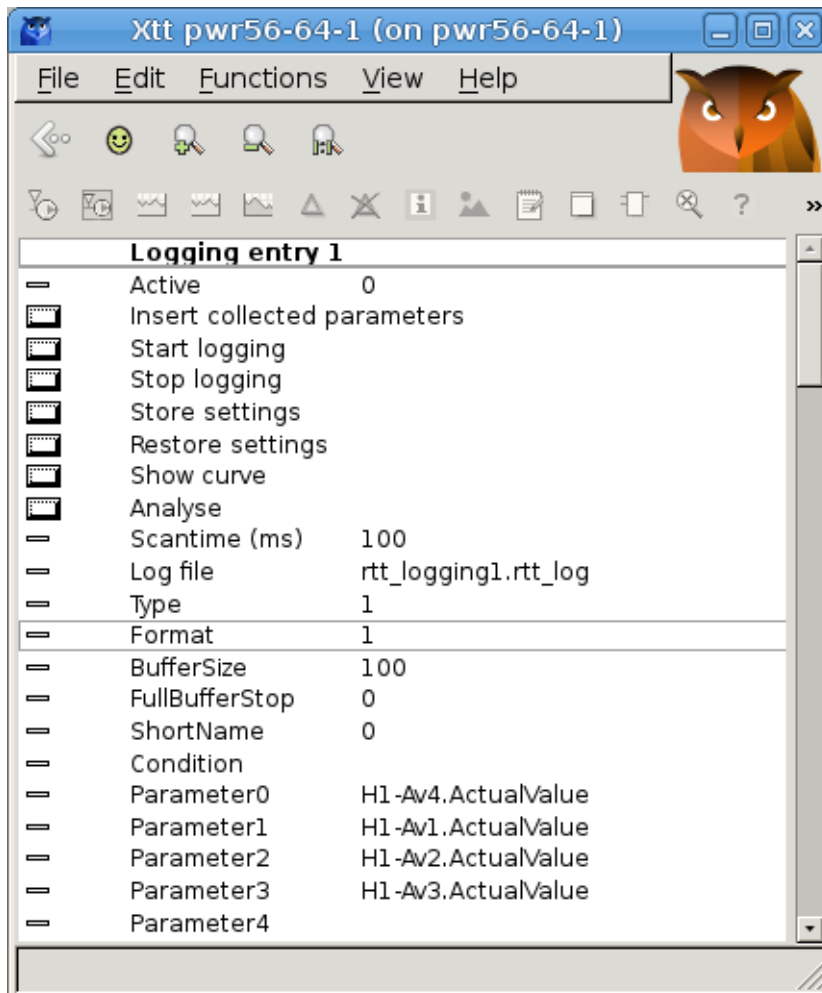 Xtt pwr56-64-1 (on pwr56-64-1)
File Edit Functions View Help
Logging entry 1
Active 0
Insert collected parameters
Start logging
Stop logging
Store settings
Restore settings
Show curve
Analyse
Scantime (ms) 100
Log file rtt_logging1.rtt_log
Type 1
Format 1
BufferSize 100
FullBufferStop 0
ShortName 0
Condition
Parameter0 H1-Av4.ActualValue
Parameter1 H1-Av1.ActualValue
Parameter2 H1-Av2.ActualValue
Parameter3 H1-Av3.ActualValue
Parameter4